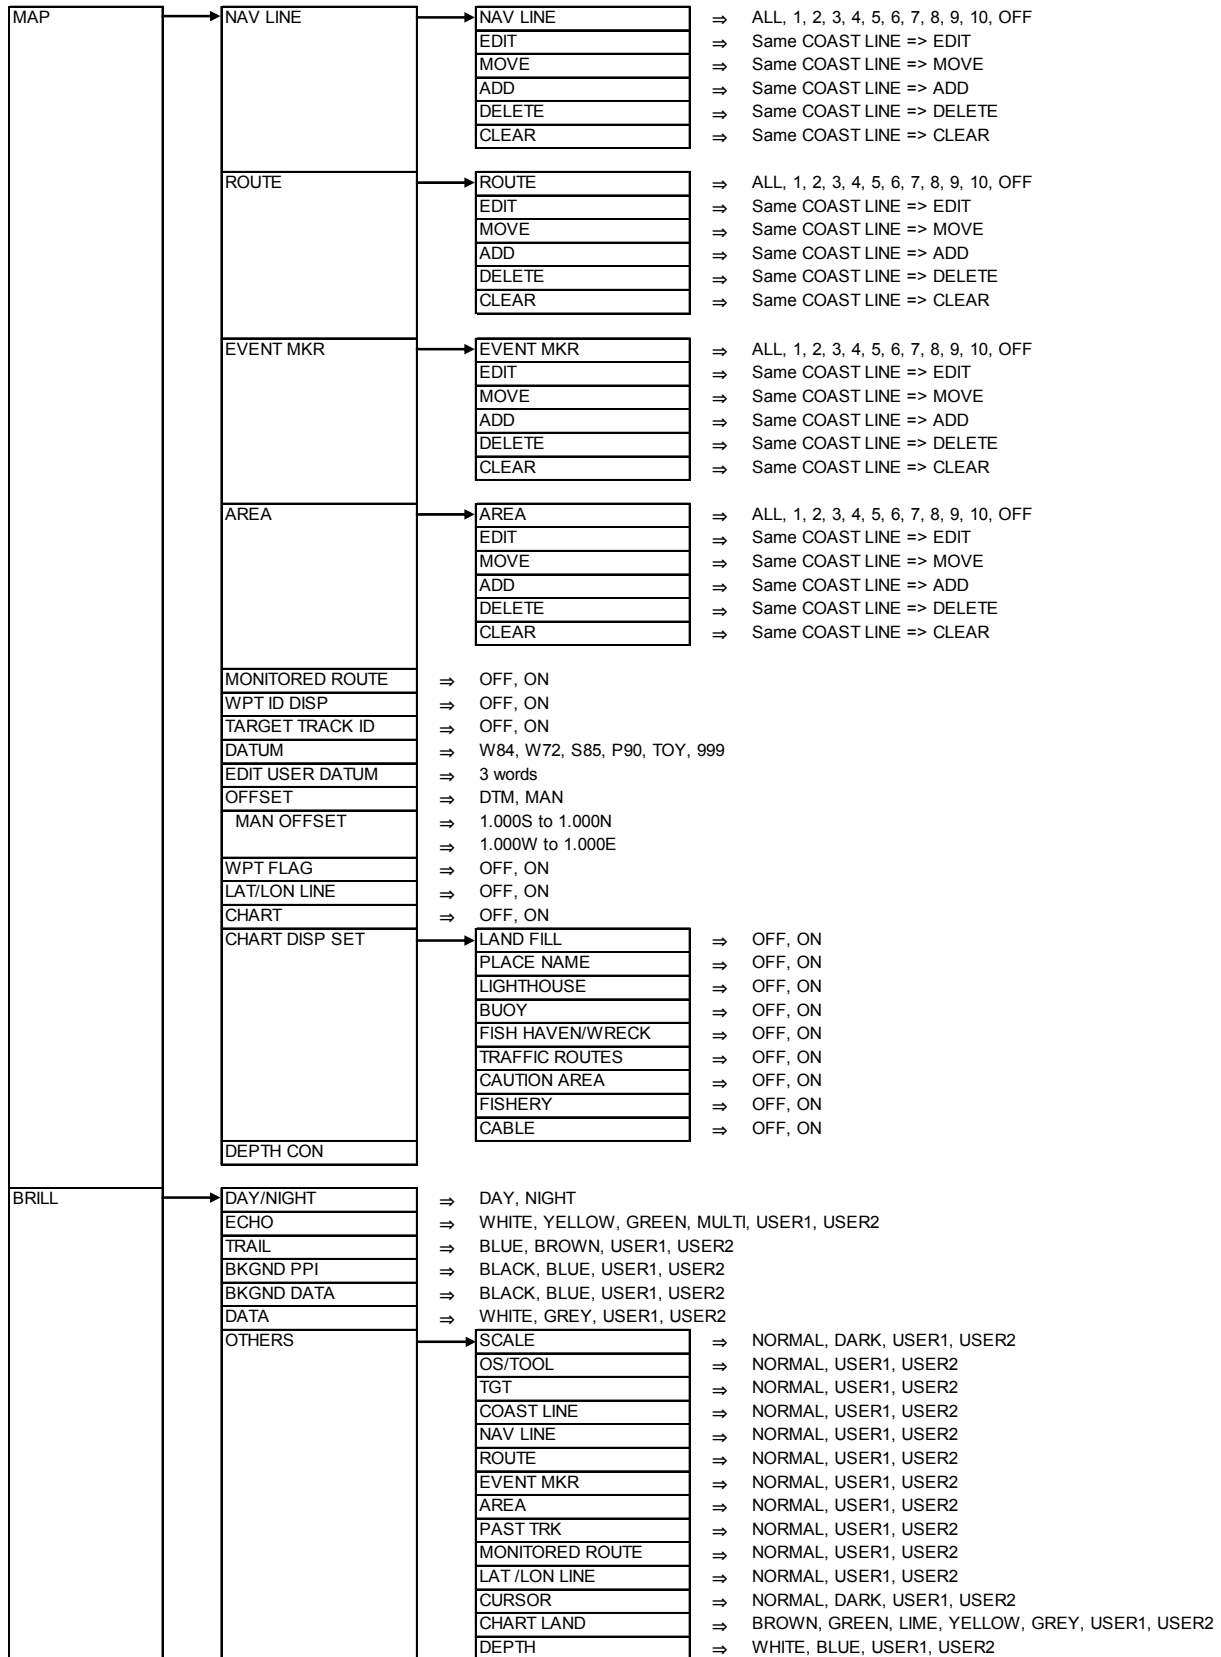 MAP NAV LINE NAV LINE ⇒ ALL, 1, 2, 3, 4, 5, 6, 7, 8, 9, 10, OFF
EDIT ⇒ Same COAST LINE => EDIT
MOVE ⇒ Same COAST LINE => MOVE
ADD ⇒ Same COAST LINE => ADD
DELETE ⇒ Same COAST LINE => DELETE
CLEAR ⇒ Same COAST LINE => CLEAR
ROUTE ROUTE ⇒ ALL, 1, 2, 3, 4, 5, 6, 7, 8, 9, 10, OFF
EDIT ⇒ Same COAST LINE => EDIT
MOVE ⇒ Same COAST LINE => MOVE
ADD ⇒ Same COAST LINE => ADD
DELETE ⇒ Same COAST LINE => DELETE
CLEAR ⇒ Same COAST LINE => CLEAR
EVENT MKR EVENT MKR ⇒ ALL, 1, 2, 3, 4, 5, 6, 7, 8, 9, 10, OFF
EDIT ⇒ Same COAST LINE => EDIT
MOVE ⇒ Same COAST LINE => MOVE
ADD ⇒ Same COAST LINE => ADD
DELETE ⇒ Same COAST LINE => DELETE
CLEAR ⇒ Same COAST LINE => CLEAR
AREA AREA ⇒ ALL, 1, 2, 3, 4, 5, 6, 7, 8, 9, 10, OFF
EDIT ⇒ Same COAST LINE => EDIT
MOVE ⇒ Same COAST LINE => MOVE
ADD ⇒ Same COAST LINE => ADD
DELETE ⇒ Same COAST LINE => DELETE
CLEAR ⇒ Same COAST LINE => CLEAR
MONITORED ROUTE ⇒ OFF, ON
WPT ID DISP ⇒ OFF, ON
TARGET TRACK ID ⇒ OFF, ON
DATUM ⇒ W84, W72, S85, P90, TOY, 999
EDIT USER DATUM ⇒ 3 words
OFFSET ⇒ DTM, MAN
MAN OFFSET ⇒ 1.000S to 1.000N
⇒ 1.000W to 1.000E
WPT FLAG ⇒ OFF, ON
LAT/LON LINE ⇒ OFF, ON
CHART ⇒ OFF, ON
CHART DISP SET LAND FILL ⇒ OFF, ON
PLACE NAME ⇒ OFF, ON
LIGHTHOUSE ⇒ OFF, ON
BUOY ⇒ OFF, ON
FISH HAVEN/WRECK ⇒ OFF, ON
TRAFFIC ROUTES ⇒ OFF, ON
CAUTION AREA ⇒ OFF, ON
FISHERY ⇒ OFF, ON
CABLE ⇒ OFF, ON
DEPTH CON
BRILL DAY/NIGHT ⇒ DAY, NIGHT
ECHO ⇒ WHITE, YELLOW, GREEN, MULTI, USER1, USER2
TRAIL ⇒ BLUE, BROWN, USER1, USER2
BKGND PPI ⇒ BLACK, BLUE, USER1, USER2
BKGND DATA ⇒ BLACK, BLUE, USER1, USER2
DATA ⇒ WHITE, GREY, USER1, USER2
OTHERS SCALE ⇒ NORMAL, DARK, USER1, USER2
OS/TOOL ⇒ NORMAL, USER1, USER2
TGT ⇒ NORMAL, USER1, USER2
COAST LINE ⇒ NORMAL, USER1, USER2
NAV LINE ⇒ NORMAL, USER1, USER2
ROUTE ⇒ NORMAL, USER1, USER2
EVENT MKR ⇒ NORMAL, USER1, USER2
AREA ⇒ NORMAL, USER1, USER2
PAST TRK ⇒ NORMAL, USER1, USER2
MONITORED ROUTE ⇒ NORMAL, USER1, USER2
LAT /LON LINE ⇒ NORMAL, USER1, USER2
CURSOR ⇒ NORMAL, DARK, USER1, USER2
CHART LAND ⇒ BROWN, GREEN, LIME, YELLOW, GREY, USER1, USER2
DEPTH ⇒ WHITE, BLUE, USER1, USER2